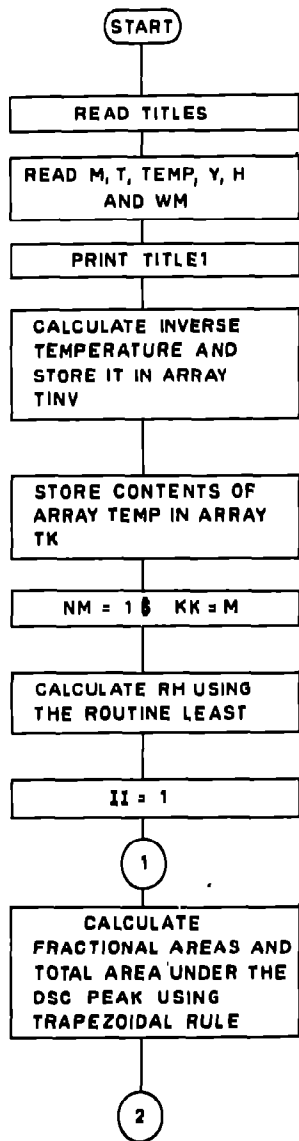 START
READ TITLES
READ M, T, TEMP, Y, H
AND WM
PRINT TITLE1
CALCULATE INVERSE
TEMPERATURE AND
STORE IT IN ARRAY
TINV
STORE CONTENTS OF
ARRAY TEMP IN ARRAY
TK
NM = 1 $ KK = M
CALCULATE RH USING
THE ROUTINE LEAST
II = 1
1
CALCULATE
FRACTIONAL AREAS AND
TOTAL AREA UNDER THE
DSC PEAK USING
TRAPEZOIDAL RULE
2